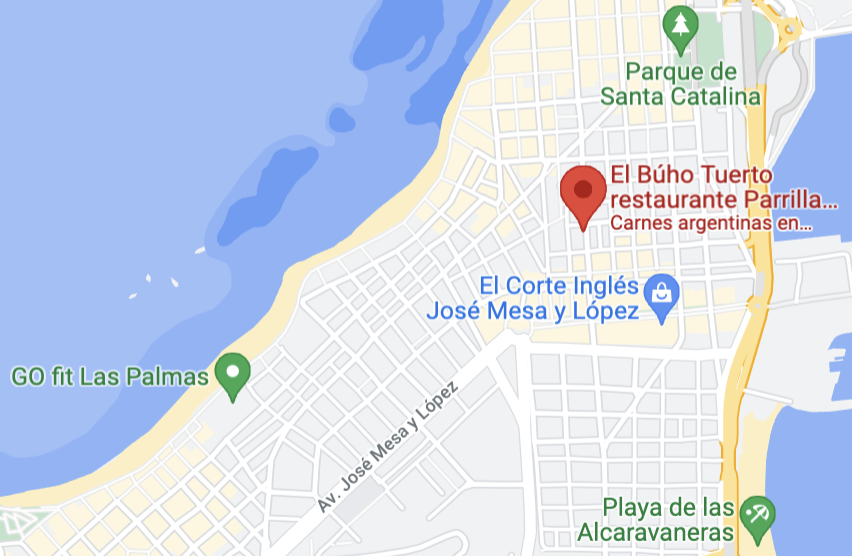 Parque de
Santa Catalina
El Búho Tuerto
restaurante Parrilla...
Carnes argentinas en...
El Corte Inglés
José Mesa y López
GO fit Las Palmas
Av. José Mesa y López
Playa de las
Alcaravaneras